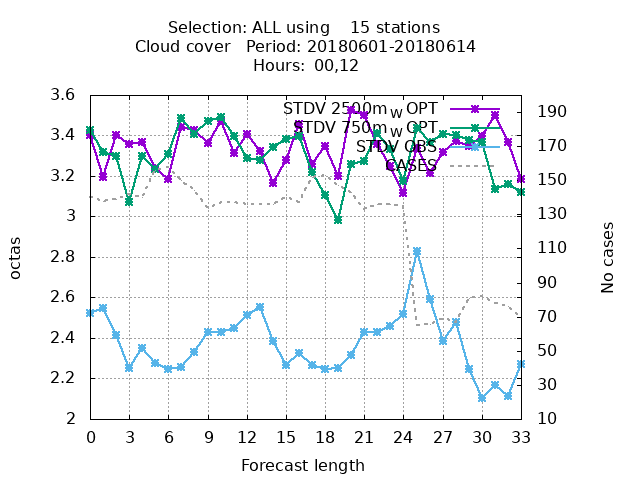 Selection: ALL using 15 stations
Cloud cover Period: 20180601-20180614
Hours: 00,12
octas
No cases
3.6
3.4
3.2
3
2.8
2.6
2.4
2.2
2
STDV 2500m_W OPT
STDV 750m_W OPT
STDV OBS
CASES
190
170
150
130
110
90
70
50
30
10
0 3 6 9 12 15 18 21 24 27 30 33
Forecast length